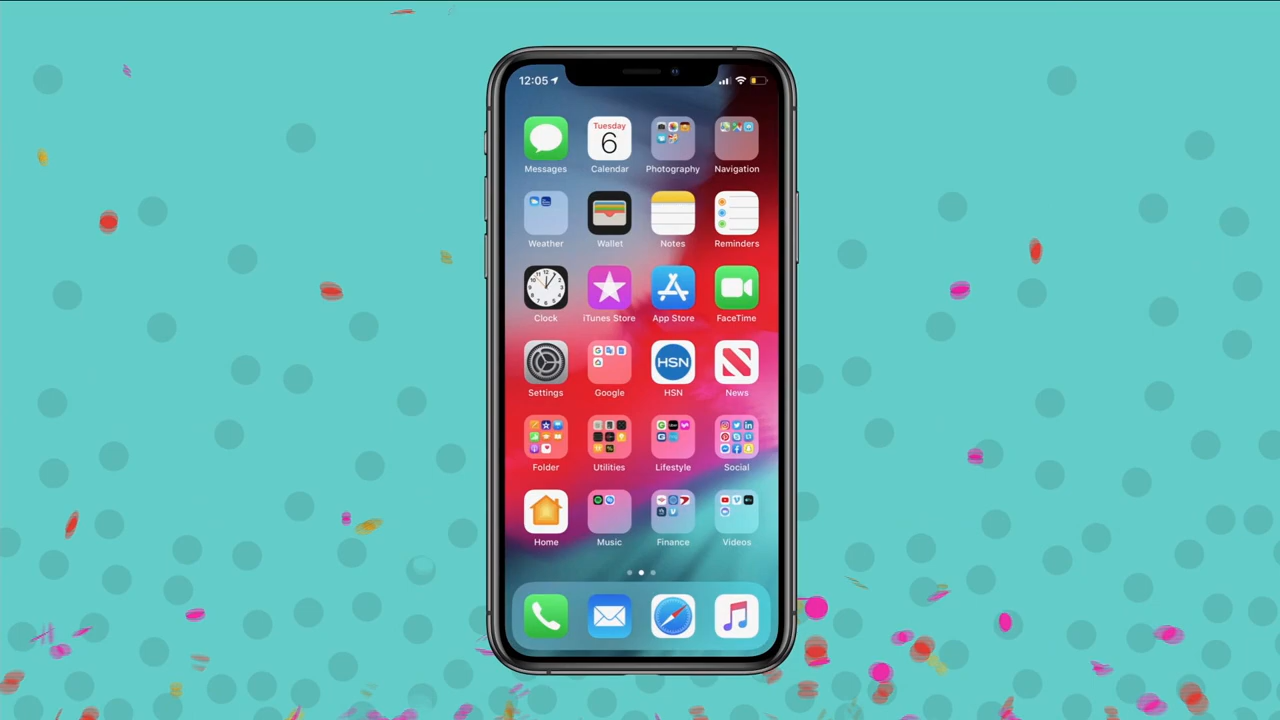 12:05
Tuesday
6
Messages Calendar Photography Navigation
Weather Wallet Notes Reminders
Clock iTunes Store App Store FaceTime
HSN
Settings Google HSN News
Folder Utilities Lifestyle Social
Home Music Finance Videos